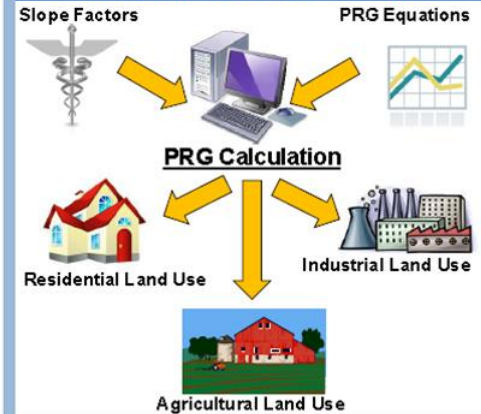 Slope Factors
PRG Equations
PRG Calculation
Residential Land Use
Industrial Land Use
Agricultural Land Use